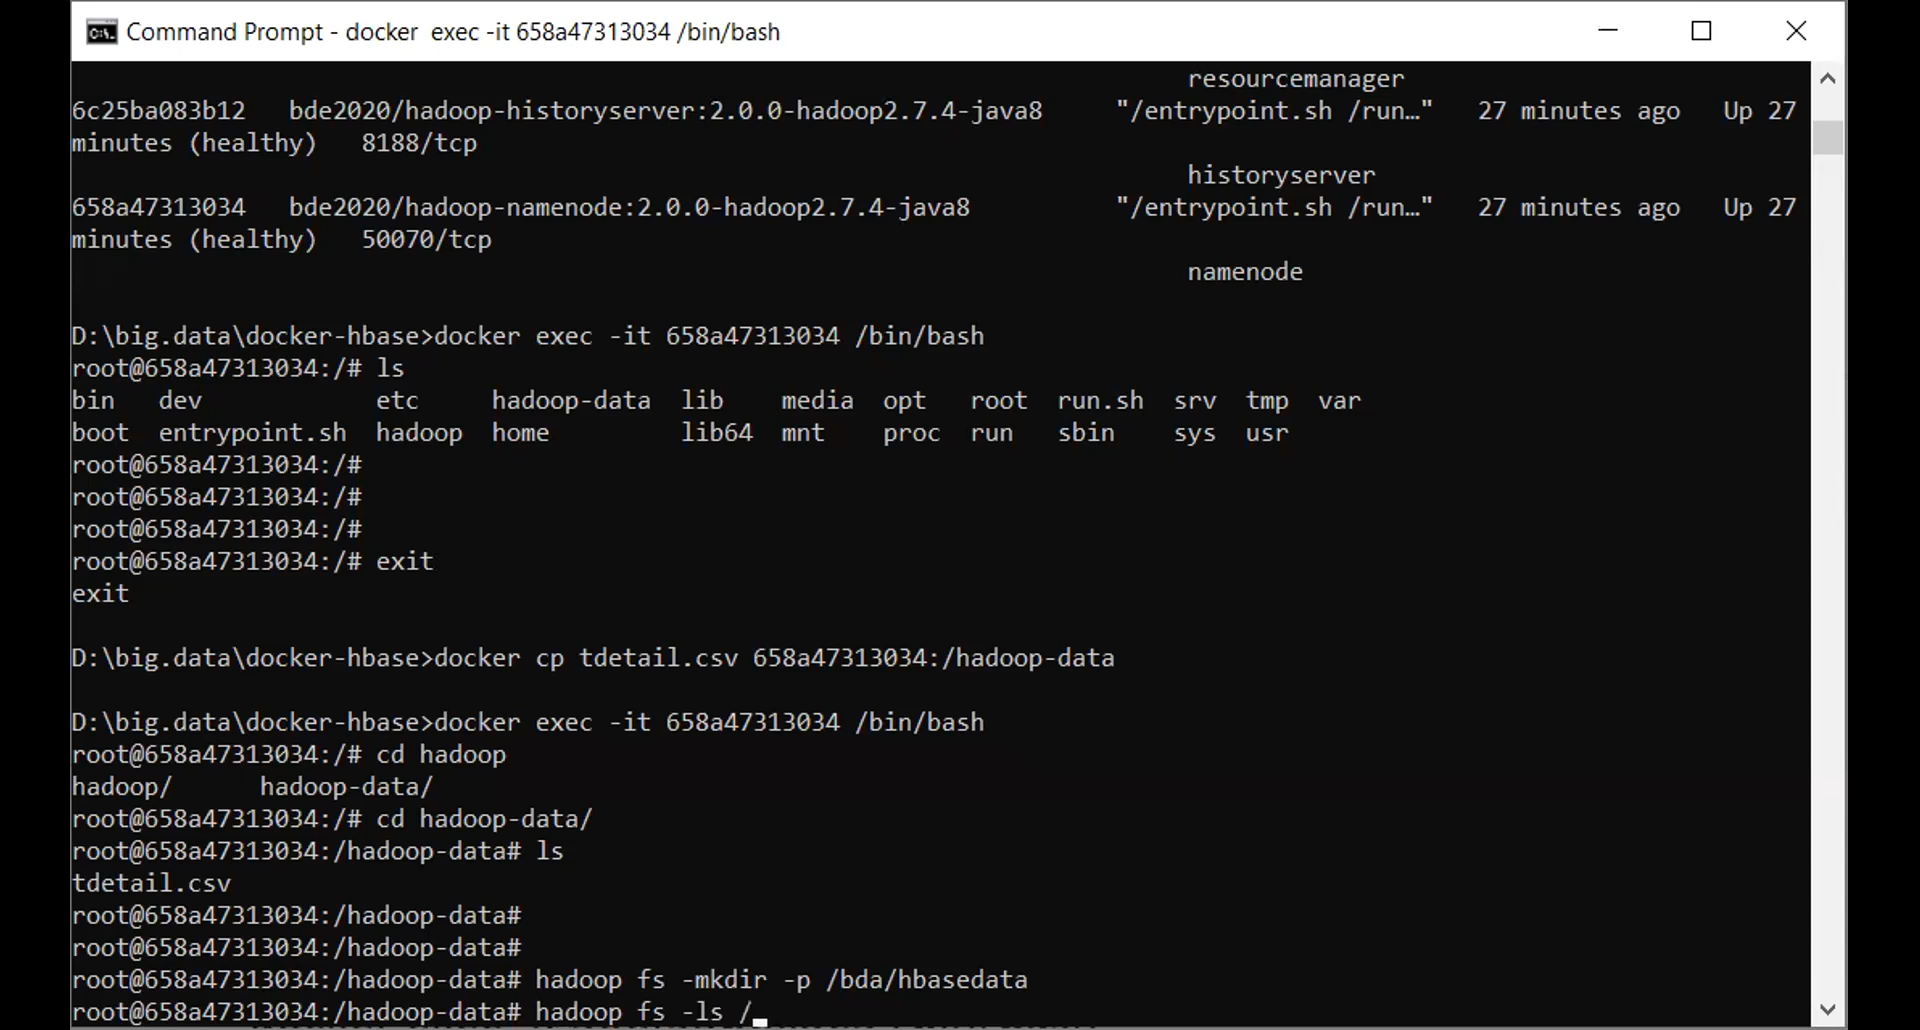 Command Prompt - docker  exec -it 658a47313034 /bin/bash
resourcemanager
6c25ba083b12   bde2020/hadoop-historyserver:2.0.0-hadoop2.7.4-java8     "/entrypoint.sh /run…"   27 minutes ago   Up 27
minutes (healthy)   8188/tcp
historyserver
658a47313034   bde2020/hadoop-namenode:2.0.0-hadoop2.7.4-java8          "/entrypoint.sh /run…"   27 minutes ago   Up 27
minutes (healthy)   50070/tcp
namenode
D:\big.data\docker-hbase>docker exec -it 658a47313034 /bin/bash
root@658a47313034:/# ls
bin   dev            etc     hadoop-data  lib    media  opt   root  run.sh  srv  tmp  var
boot  entrypoint.sh  hadoop  home         lib64  mnt    proc  run   sbin    sys  usr
root@658a47313034:/#
root@658a47313034:/#
root@658a47313034:/#
root@658a47313034:/# exit
exit
D:\big.data\docker-hbase>docker cp tdetail.csv 658a47313034:/hadoop-data
D:\big.data\docker-hbase>docker exec -it 658a47313034 /bin/bash
root@658a47313034:/# cd hadoop
hadoop/      hadoop-data/
root@658a47313034:/# cd hadoop-data/
root@658a47313034:/hadoop-data# ls
tdetail.csv
root@658a47313034:/hadoop-data#
root@658a47313034:/hadoop-data#
root@658a47313034:/hadoop-data# hadoop fs -mkdir -p /bda/hbasedata
root@658a47313034:/hadoop-data# hadoop fs -ls /